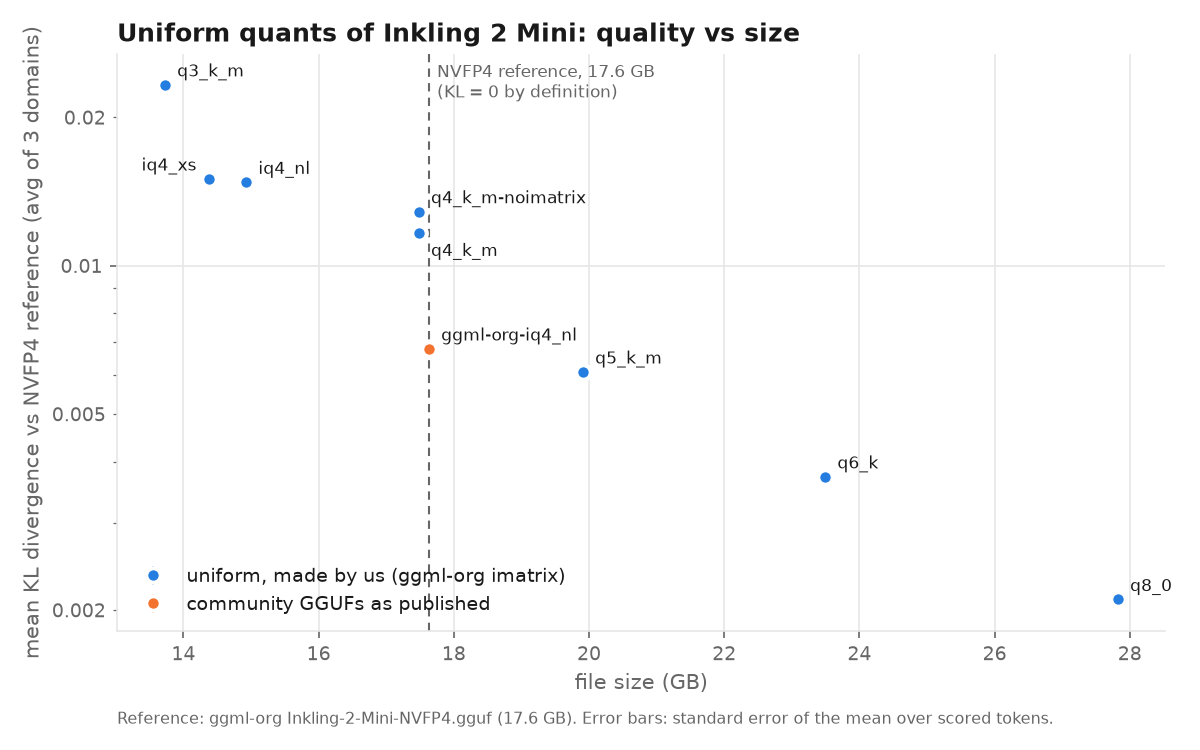 Uniform quants of Inkling 2 Mini: quality vs size
mean KL divergence vs NVFP4 reference (avg of 3 domains)
0.02
0.01
0.005
0.002
q3_k_m
NVFP4 reference, 17.6 GB
(KL = 0 by definition)
iq4_xs
iq4_nl
q4_k_m-noimatrix
q4_k_m
ggml-org-iq4_nl
q5_k_m
q6_k
q8_0
uniform, made by us (ggml-org imatrix)
community GGUFs as published
14 16 18 20 22 24 26 28
file size (GB)
Reference: ggml-org Inkling-2-Mini-NVFP4.gguf (17.6 GB). Error bars: standard error of the mean over scored tokens.